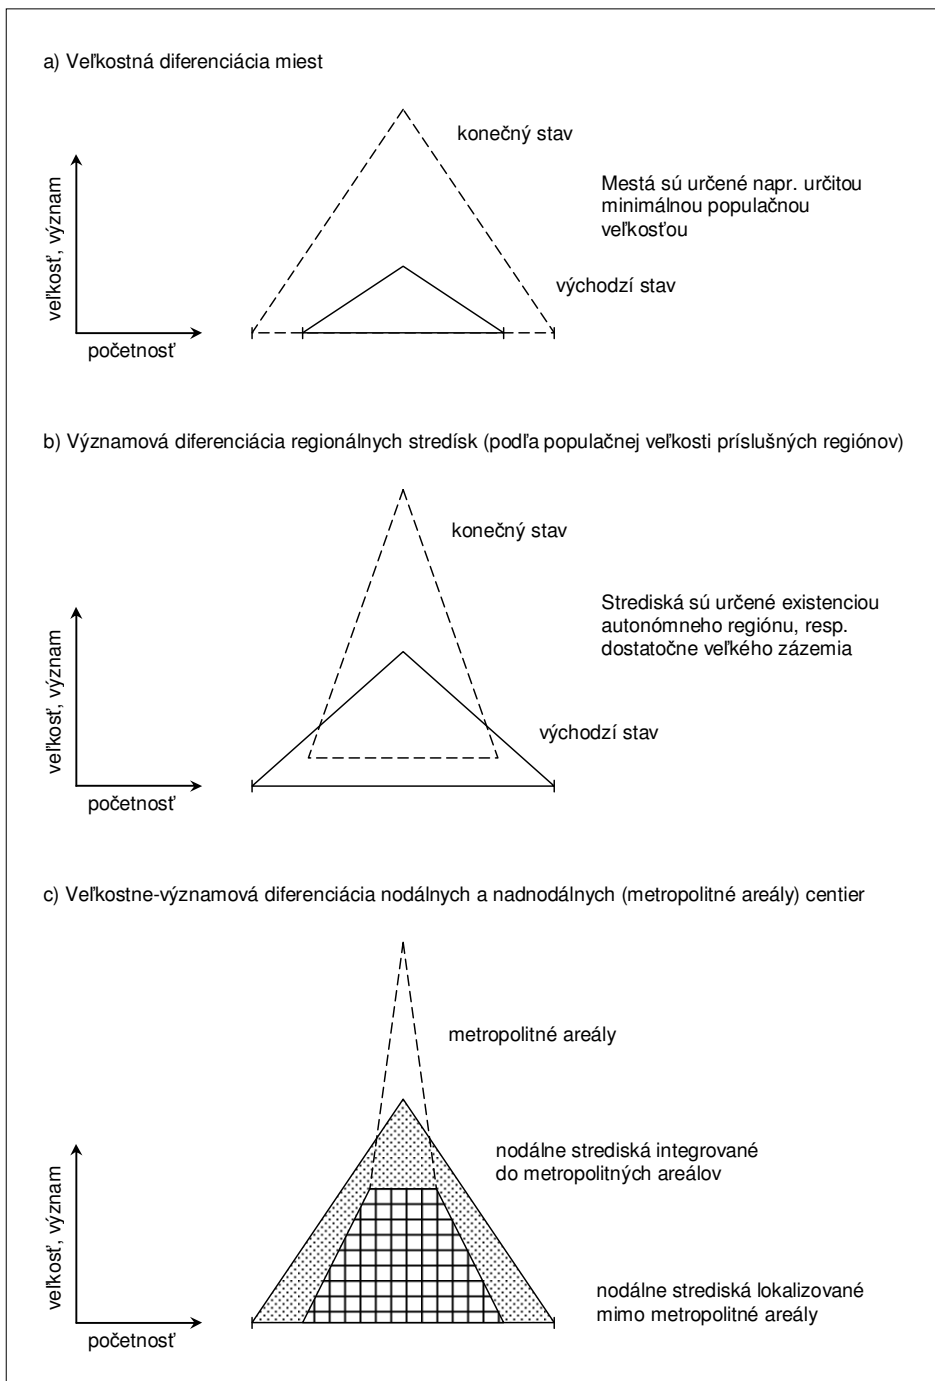 a) Veľkostná diferenciácia miest
konečný stav
Mestá sú určené napr. určitou
minimálnou populačnou
veľkosťou
východzí stav
veľkosť, význam
početnosť
b) Významová diferenciácia regionálnych stredísk (podľa populačnej veľkosti príslušných regiónov)
konečný stav
Strediská sú určené existenciou
autonómneho regiónu, resp.
dostatočne veľkého zázemia
východzí stav
veľkosť, význam
početnosť
c) Veľkostne-významová diferenciácia nodálnych a nadnodálnych (metropolitné areály) centier
metropolitné areály
nodálne strediská integrované
do metropolitných areálov
nodálne strediská lokalizované
mimo metropolitné areály
veľkosť, význam
početnosť